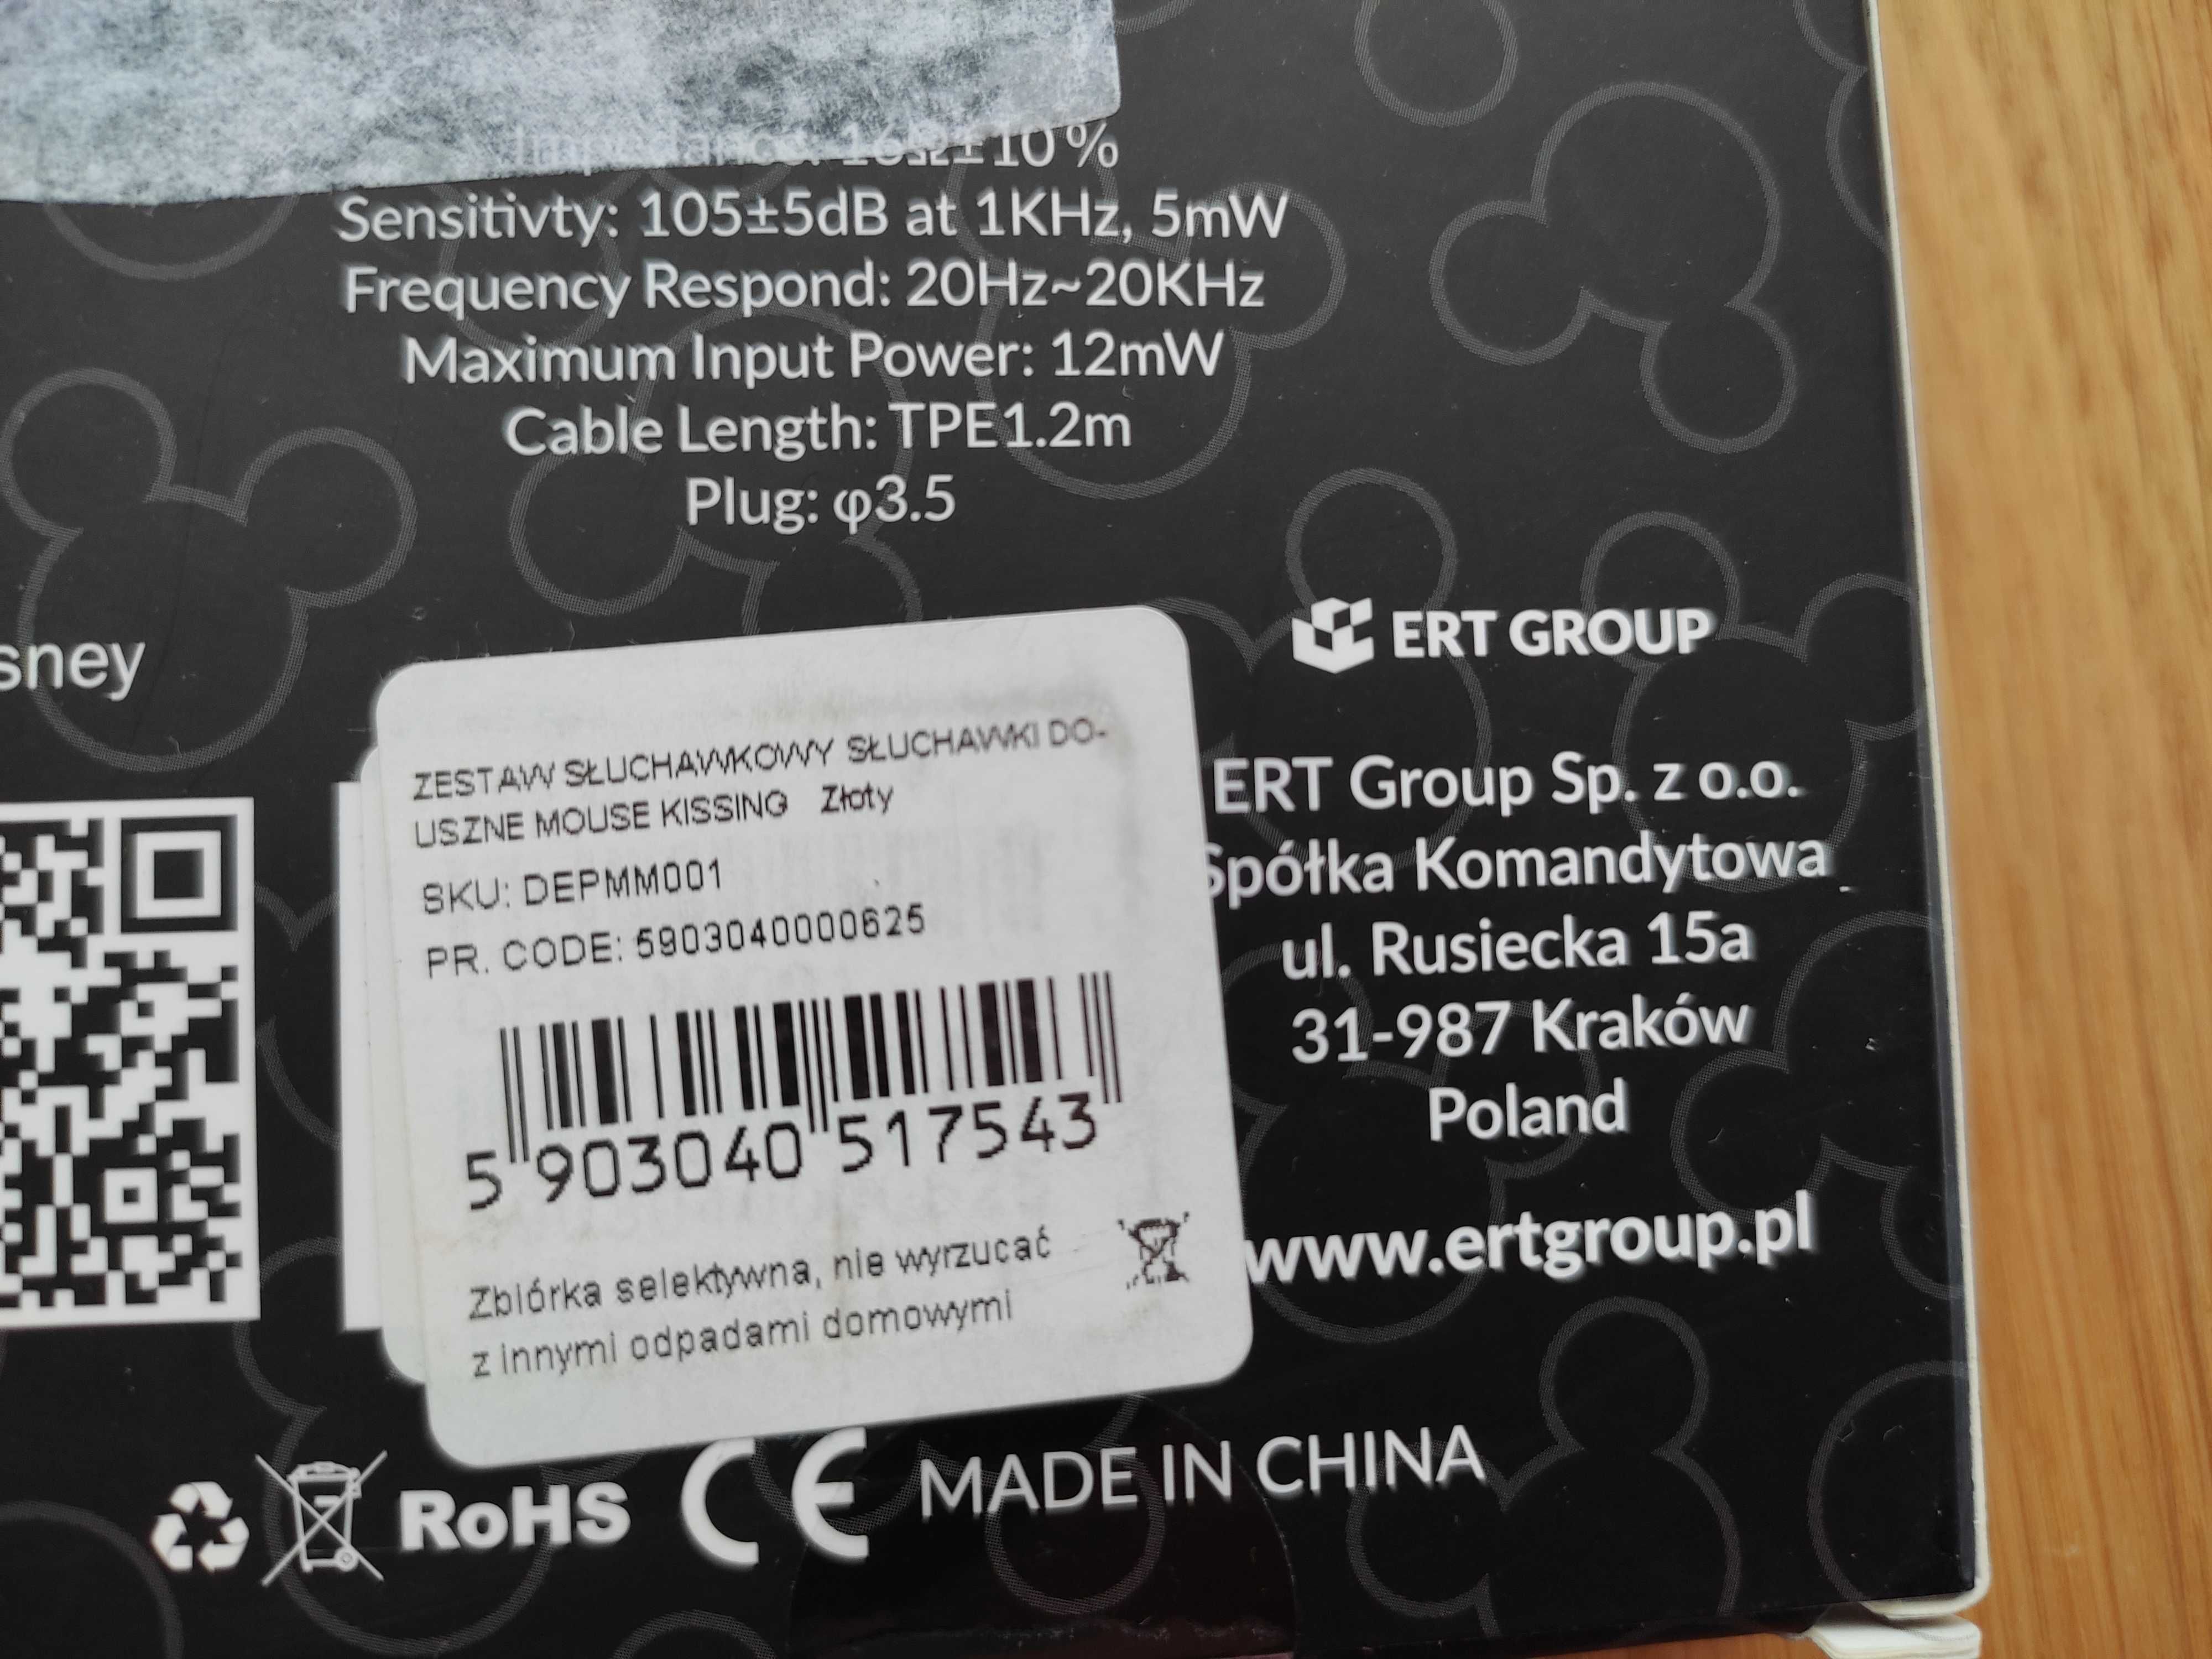 Impedance: 16Ω±10%
Sensitivty: 105±5dB at 1KHz, 5mW
Frequency Respond: 20Hz~20KHz
Maximum Input Power: 12mW
Cable Length: TPE1.2m
Plug: φ3.5
sney
ZESTAW SŁUCHAWKOWY SŁUCHAWKI DO-
USZNE MOUSE KISSING Złoty
SKU: DEPMM001
PR. CODE: 5903040000625
5 903040 517543
Zbiórka selektywna, nie wyrzucać
z innymi odpadami domowymi
ERT GROUP
ERT Group Sp. z o.o.
Spółka Komandytowa
ul. Rusiecka 15a
31-987 Kraków
Poland
www.ertgroup.pl
RoHS CE MADE IN CHINA